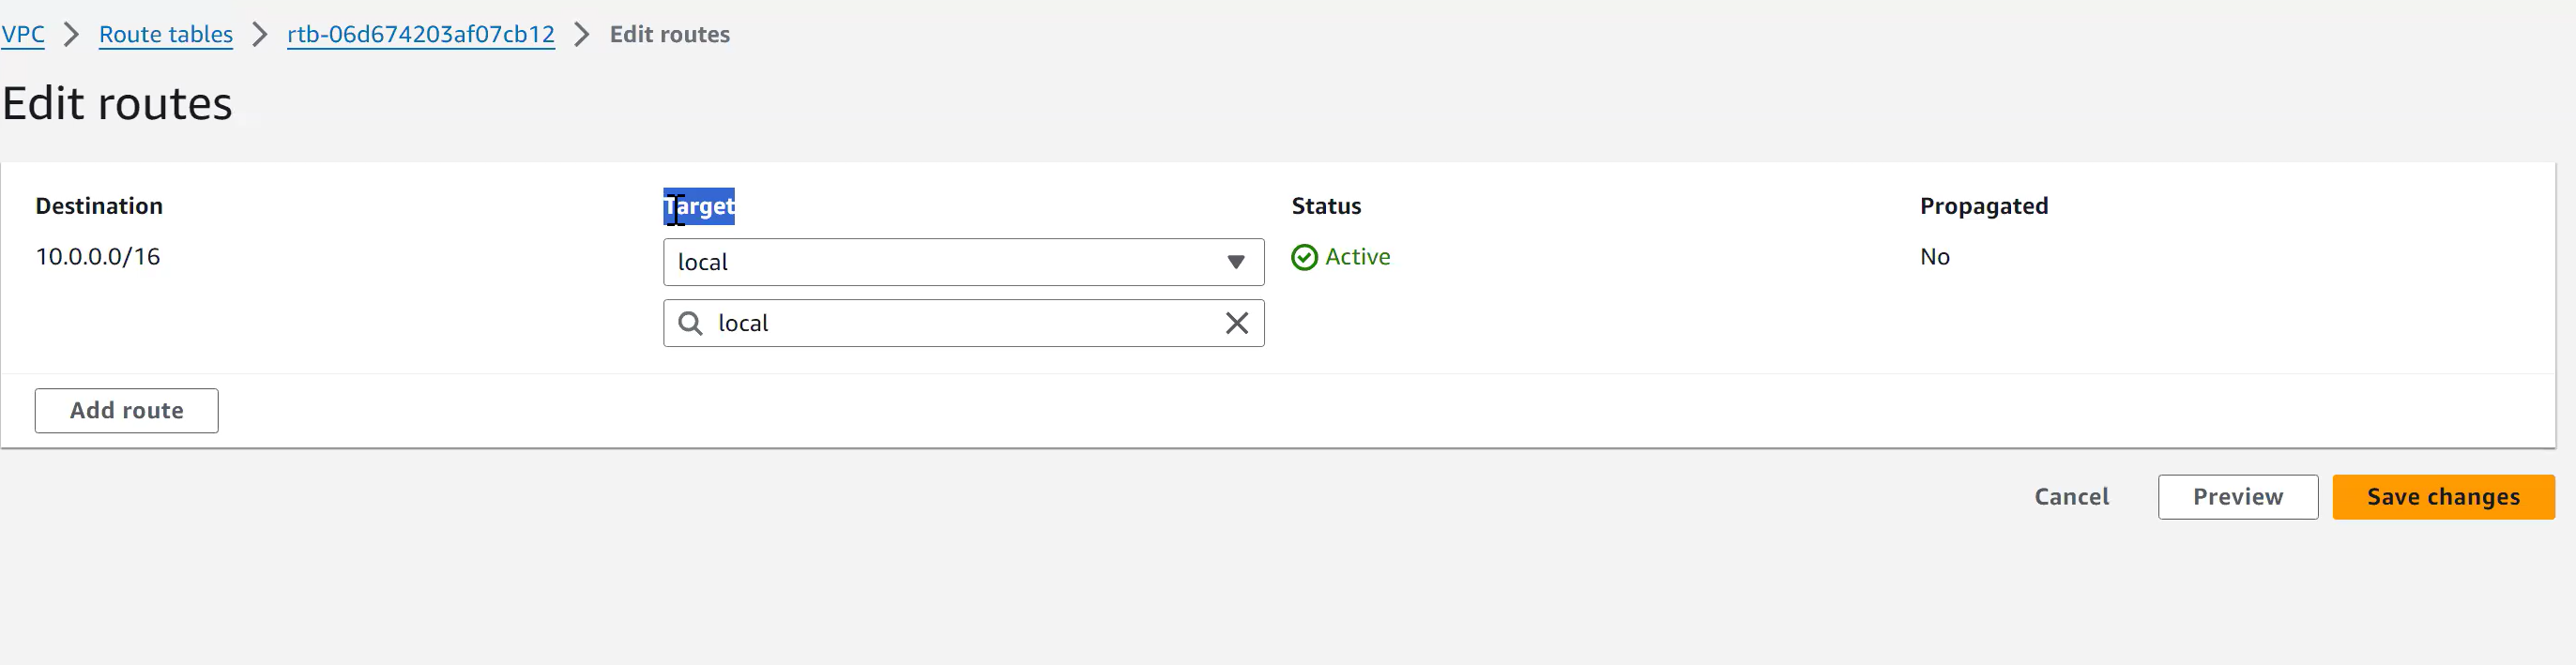 VPC > Route tables > rtb-06d674203af07cb12 > Edit routes
Edit routes
Destination Target Status Propagated
10.0.0.0/16 local Active No
local
Add route
Cancel Preview Save changes